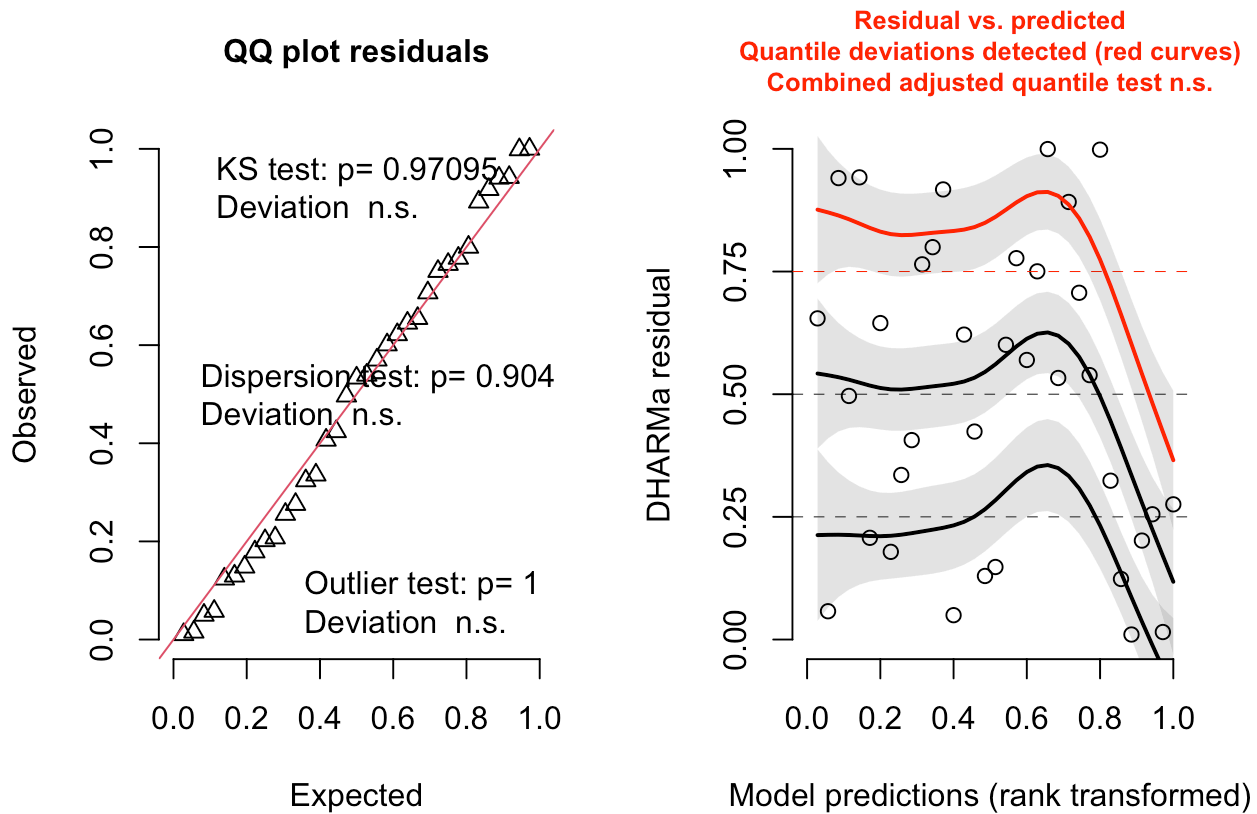 QQ plot residuals
KS test: p= 0.97095
Deviation  n.s.
Dispersion test: p= 0.904
Deviation  n.s.
Outlier test: p= 1
Deviation  n.s.
Observed
0.0
0.2
0.4
0.6
0.8
1.0
0.0 0.2 0.4 0.6 0.8 1.0
Expected
Residual vs. predicted
Quantile deviations detected (red curves)
Combined adjusted quantile test n.s.
DHARMa residual
0.00
0.25
0.50
0.75
1.00
0.0 0.2 0.4 0.6 0.8 1.0
Model predictions (rank transformed)